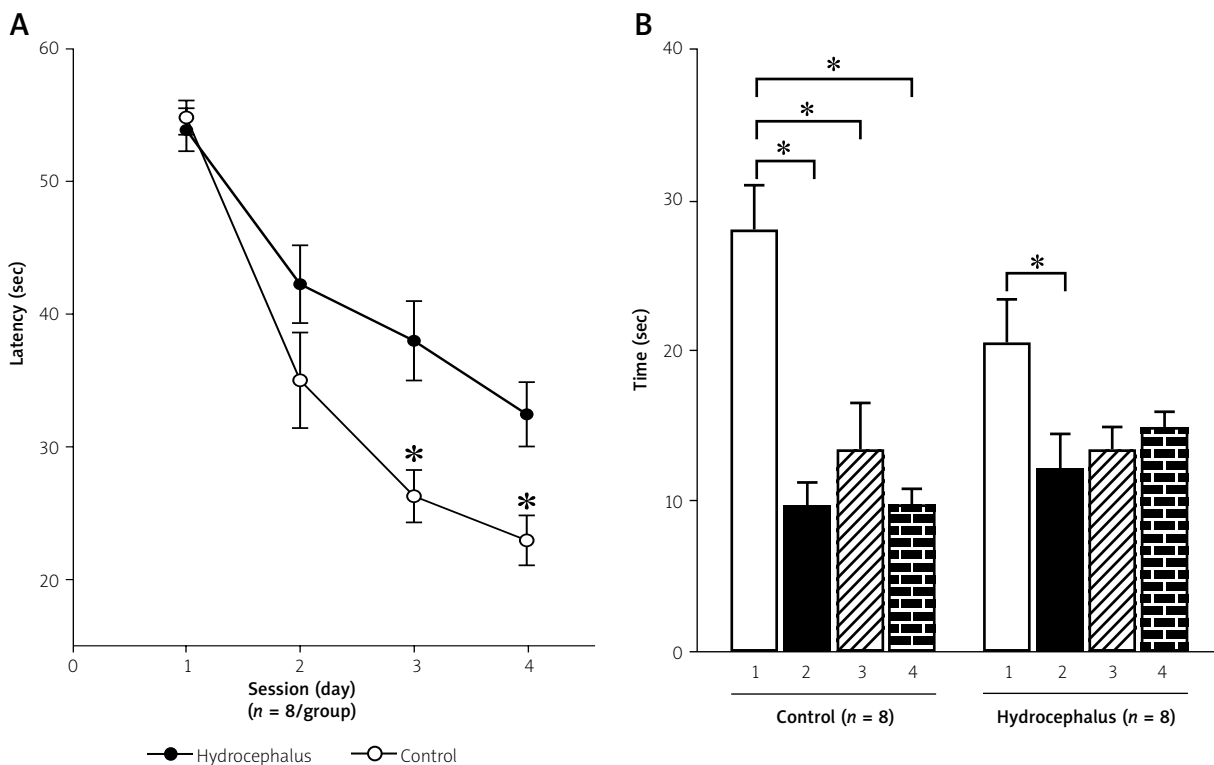 A
60
50
40
30
20
Latency (sec)
*
*
0 1 2 3 4
Session (day)
(n = 8/group)
Hydrocephalus Control
B
40
30
20
10
0
Time (sec)
*
*
*
*
1 2 3 4 1 2 3 4
Control (n = 8) Hydrocephalus (n = 8)